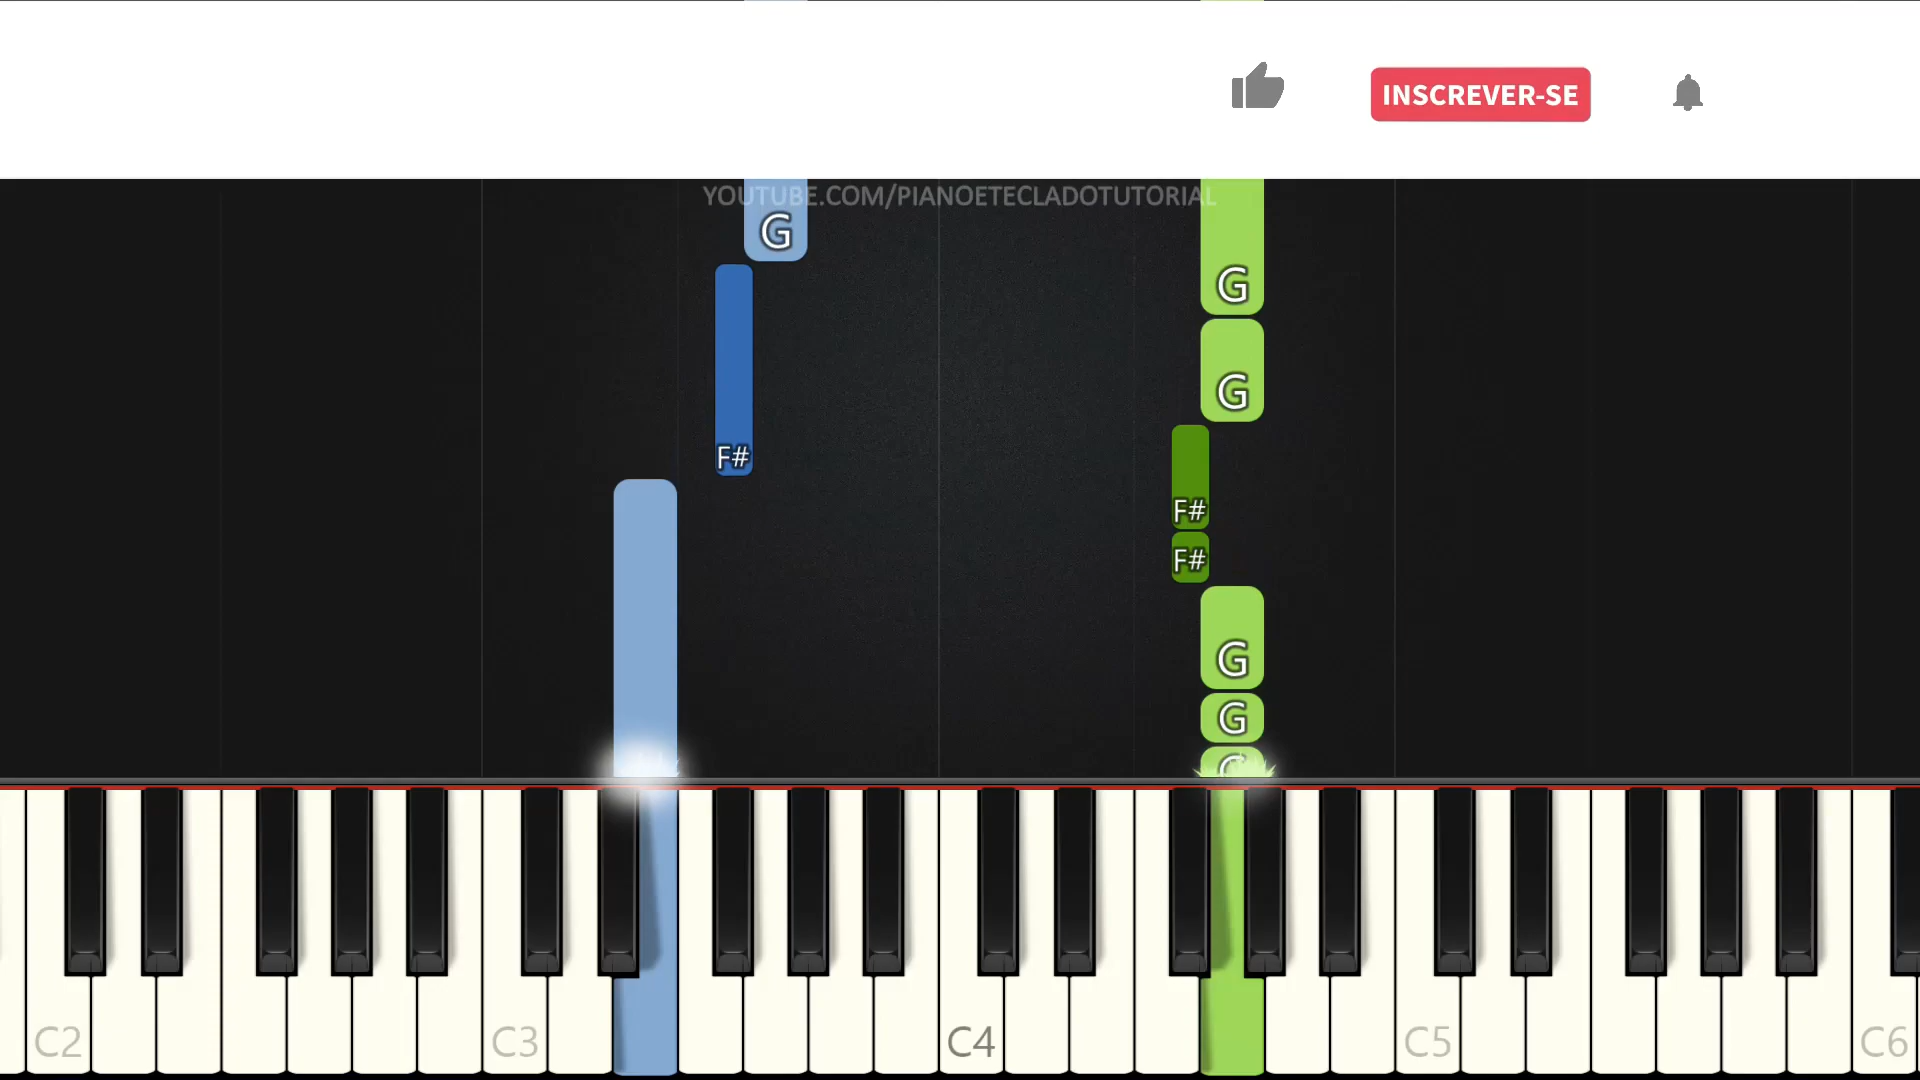 INSCREVER-SE
YOUTUBE.COM/PIANOETECLADOTUTORIAL
G
G
G
F#
F#
F#
G
G
G
C2
C3
C4
C5
C6